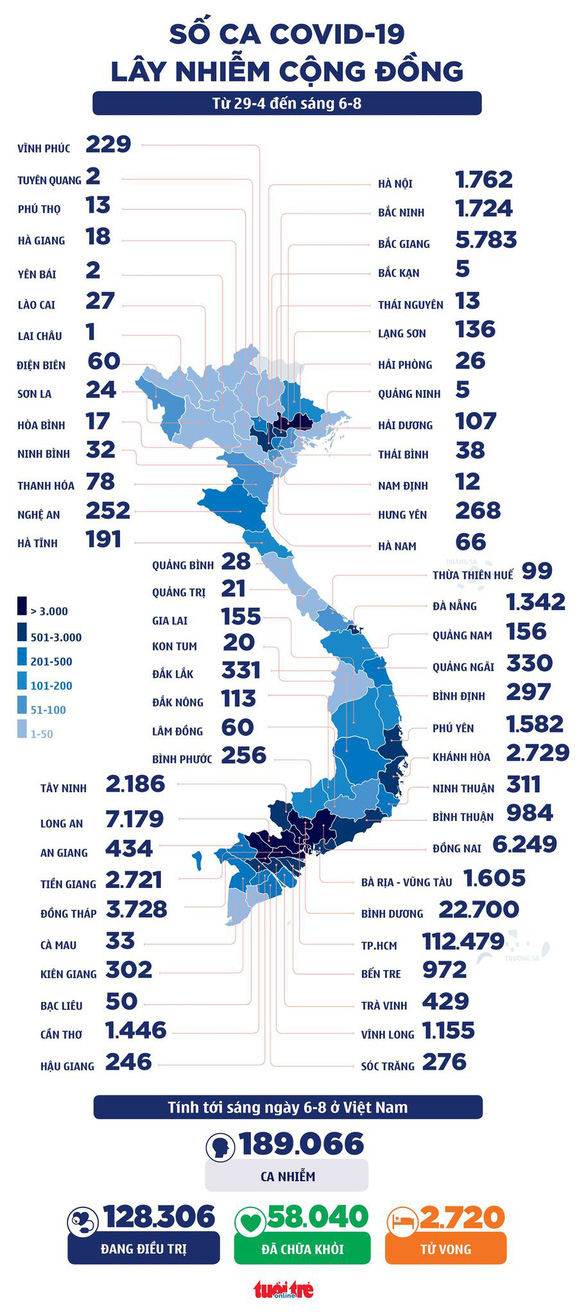 SỐ CA COVID-19
LÂY NHIỄM CỘNG ĐỒNG
Từ 29-4 đến sáng 6-8
VĨNH PHÚC 229
TUYÊN QUANG 2
PHÚ THỌ 13
HÀ GIANG 18
YÊN BÁI 2
LÀO CAI 27
LAI CHÂU 1
ĐIỆN BIÊN 60
SƠN LA 24
HÒA BÌNH 17
NINH BÌNH 32
THANH HÓA 78
NGHỆ AN 252
HÀ TĨNH 191
HÀ NỘI 1.762
BẮC NINH 1.724
BẮC GIANG 5.783
BẮC KẠN 5
THÁI NGUYÊN 13
LẠNG SƠN 136
HẢI PHÒNG 26
QUẢNG NINH 5
HẢI DƯƠNG 107
THÁI BÌNH 38
NAM ĐỊNH 12
HƯNG YÊN 268
HÀ NAM 66
QUẢNG BÌNH 28
QUẢNG TRỊ 21
GIA LAI 155
KON TUM 20
ĐẮK LẮK 331
ĐẮK NÔNG 113
LÂM ĐỒNG 60
BÌNH PHƯỚC 256
HOÀNG SA
THỪA THIÊN HUẾ 99
ĐÀ NẴNG 1.342
QUẢNG NAM 156
QUẢNG NGÃI 330
BÌNH ĐỊNH 297
PHÚ YÊN 1.582
KHÁNH HÒA 2.729
NINH THUẬN 311
BÌNH THUẬN 984
ĐỒNG NAI 6.249
BÀ RỊA - VŨNG TÀU 1.605
BÌNH DƯƠNG 22.700
TP.HCM 112.479
BẾN TRE 972
TRÀ VINH 429
VĨNH LONG 1.155
SÓC TRĂNG 276
TRƯỜNG SA
> 3.000
501-3.000
201-500
101-200
51-100
1-50
TÂY NINH 2.186
LONG AN 7.179
AN GIANG 434
TIỀN GIANG 2.721
ĐỒNG THÁP 3.728
CÀ MAU 33
KIÊN GIANG 302
BẠC LIÊU 50
CẦN THƠ 1.446
HẬU GIANG 246
Tính tới sáng ngày 6-8 ở Việt Nam
189.066
CA NHIỄM
128.306
ĐANG ĐIỀU TRỊ
58.040
ĐÃ CHỮA KHỎI
2.720
TỬ VONG
tuổi trẻ
online